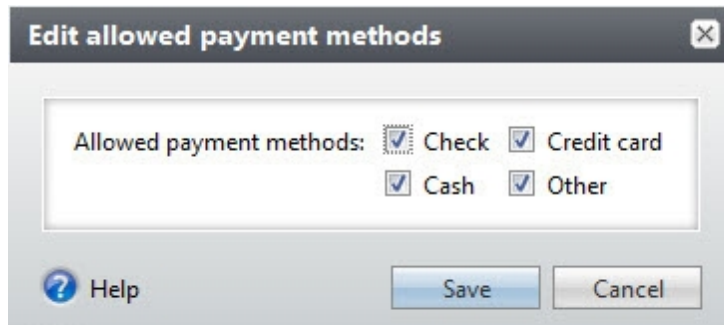 Edit allowed payment methods
Allowed payment methods: Check Credit card
Cash Other
? Help Save Cancel